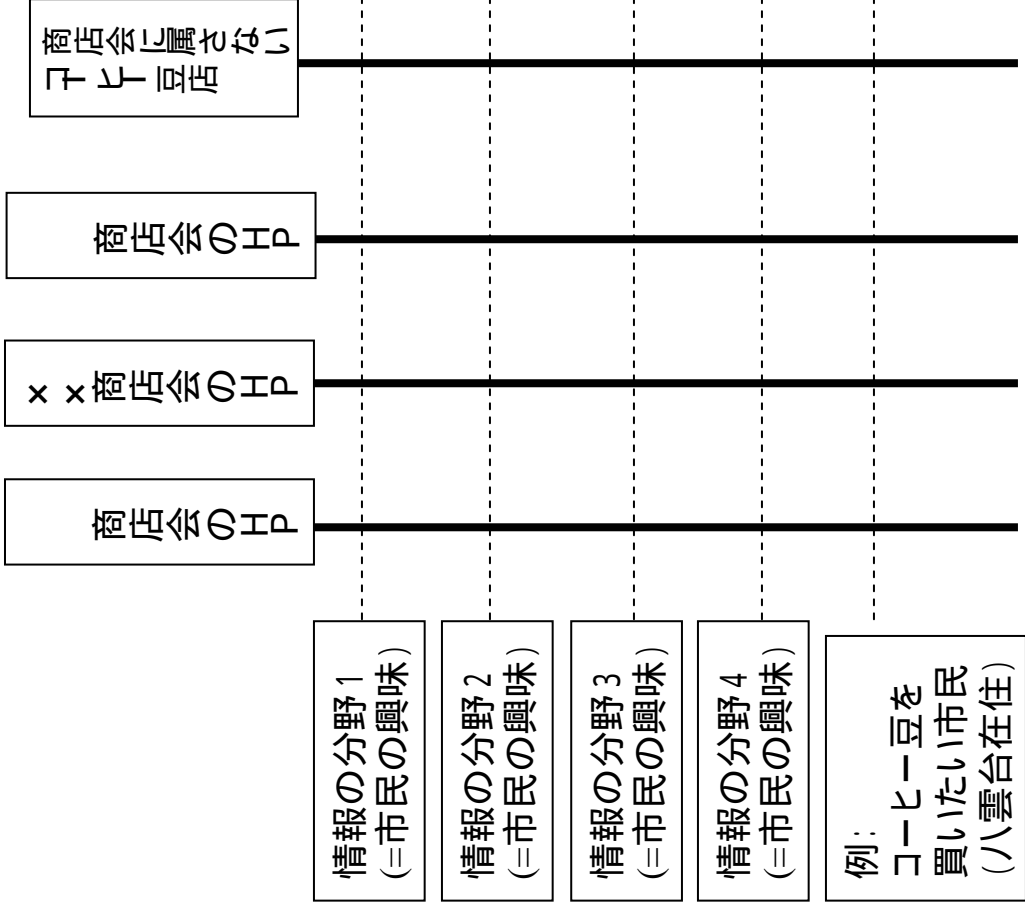 商店会のHP
××商店会のHP
商店会のHP
商店会に属さない
コーヒー豆店
情報の分野1
(=市民の興味)
情報の分野2
(=市民の興味)
情報の分野3
(=市民の興味)
情報の分野4
(=市民の興味)
例:
コーヒー豆を
買いたい市民
(八雲台在住)